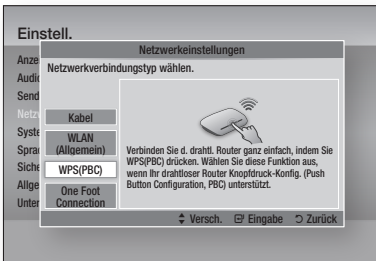 Einstell.
Netzwerkeinstellungen
Anze
Audio
Send
Netz
Syste
Sprac
Siche
Allge
Unter
Netzwerkverbindungstyp wählen.
Kabel
WLAN
(Allgemein)
WPS(PBC)
One Foot
Connection
Verbinden Sie d. drahtl. Router ganz einfach, indem Sie
WPS(PBC) drücken. Wählen Sie diese Funktion aus,
wenn Ihr drahtloser Router Knopfdruck-Konfig. (Push
Button Configuration, PBC) unterstützt.
Versch. Eingabe Zurück